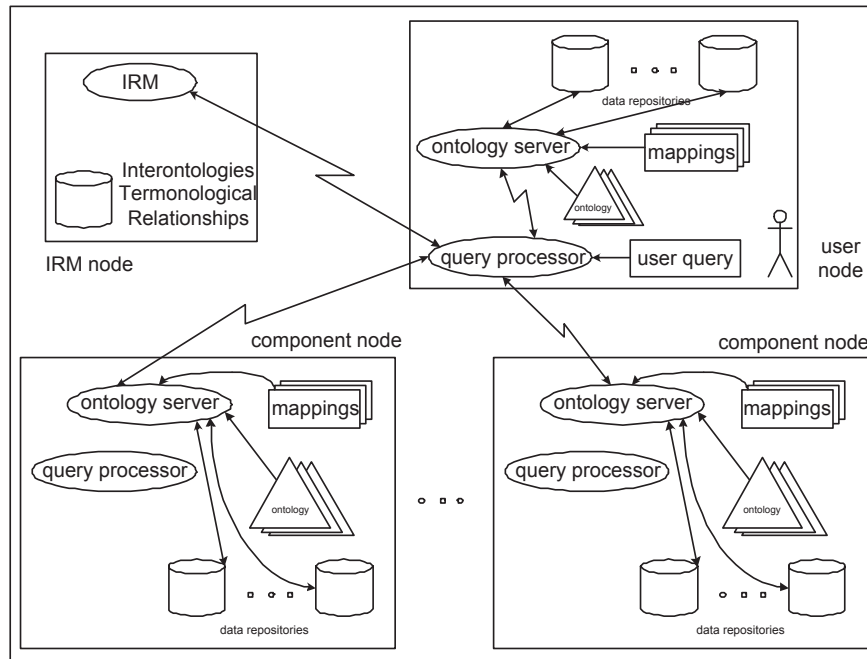 IRM
Interontologies
Termonological
Relationships
IRM node
data repositories
ontology server
mappings
ontology
query processor
user query
user
node
component node
ontology server
mappings
query processor
ontology
data repositories
component node
ontology server
mappings
query processor
ontology
data repositories